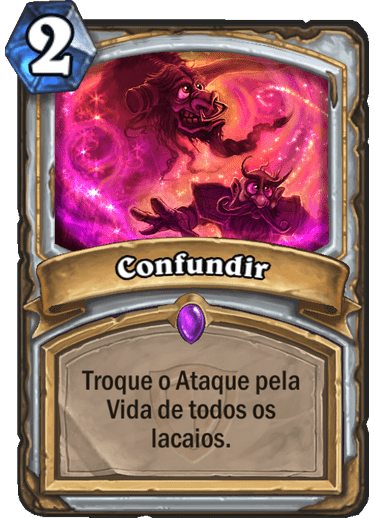 2
Confundir
Troque o Ataque pela
Vida de todos os
lacaios.